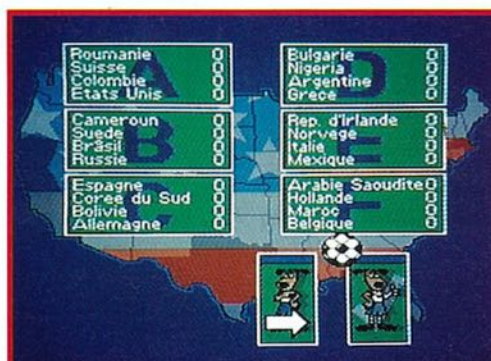 A
Roumanie 0
Suisse 0
Colombie 0
Etats Unis 0
B
Cameroun 0
Suede 0
Brâsil 0
Russie 0
C
Espagne 0
Coree du Sud 0
Bolivie 0
Allemagne 0
D
Bulgarie 0
Nigeria 0
Argentine 0
Grece 0
E
Rep. d'Irlande 0
Norvege 0
Italie 0
Mexique 0
F
Arabie Saoudite 0
Hollande 0
Maroc 0
Belgique 0